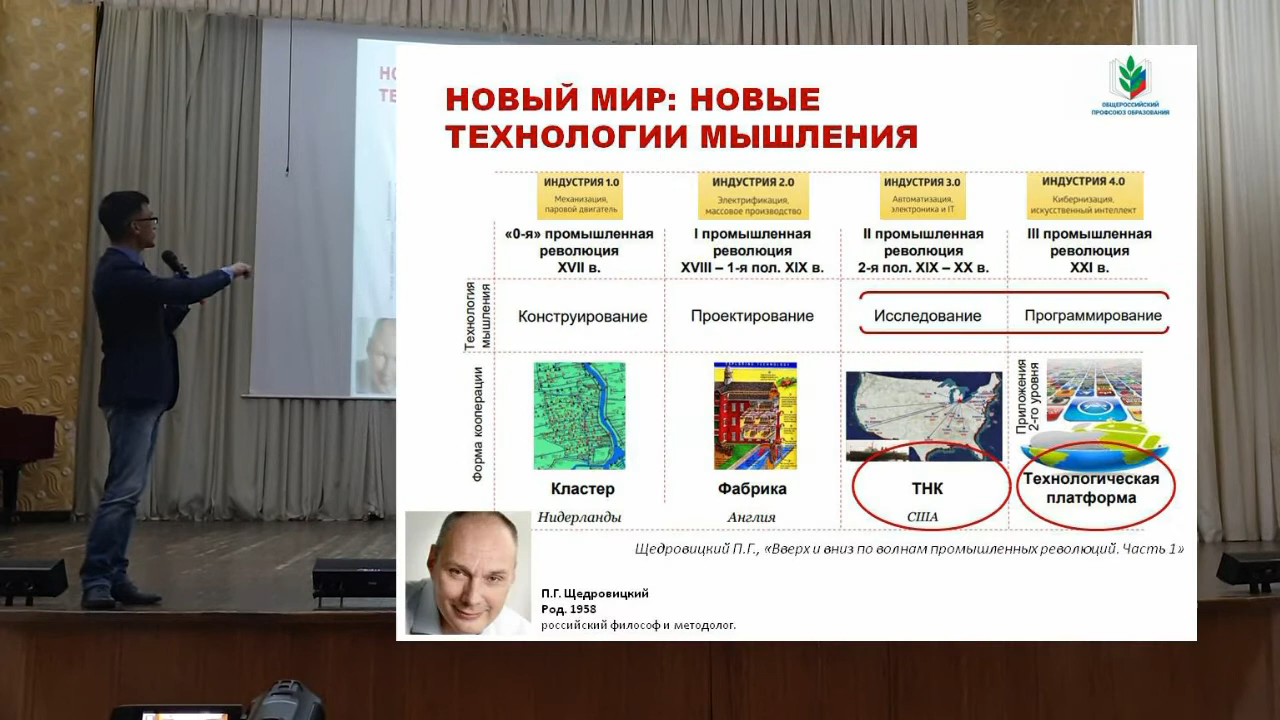 НОВЫЙ МИР: НОВЫЕ
ТЕХНОЛОГИИ МЫШЛЕНИЯ
ОБЩЕРОССИЙСКИЙ
ПРОФСОЮЗ ОБРАЗОВАНИЯ
ИНДУСТРИЯ 1.0
Механизация,
паровой двигатель
ИНДУСТРИЯ 2.0
Электрификация,
массовое производство
ИНДУСТРИЯ 3.0
Автоматизация,
электроника и IT
ИНДУСТРИЯ 4.0
Кибернизация,
искусственный интеллект
«0-я» промышленная
революция
XVII в.
I промышленная
революция
XVIII – 1-я пол. XIX в.
II промышленная
революция
2-я пол. XIX – XX в.
III промышленная
революция
XXI в.
Технология
мышления
Конструирование
Проектирование
Исследование
Программирование
Форма кооперации
Приложения
2-го уровня
Кластер
Фабрика
ТНК
Технологическая
платформа
Нидерланды
Англия
США
Щедровицкий П.Г., «Вверх и вниз по волнам промышленных революций. Часть 1»
П.Г. Щедровицкий
Род. 1958
российский философ и методолог.
НО
ТЕ